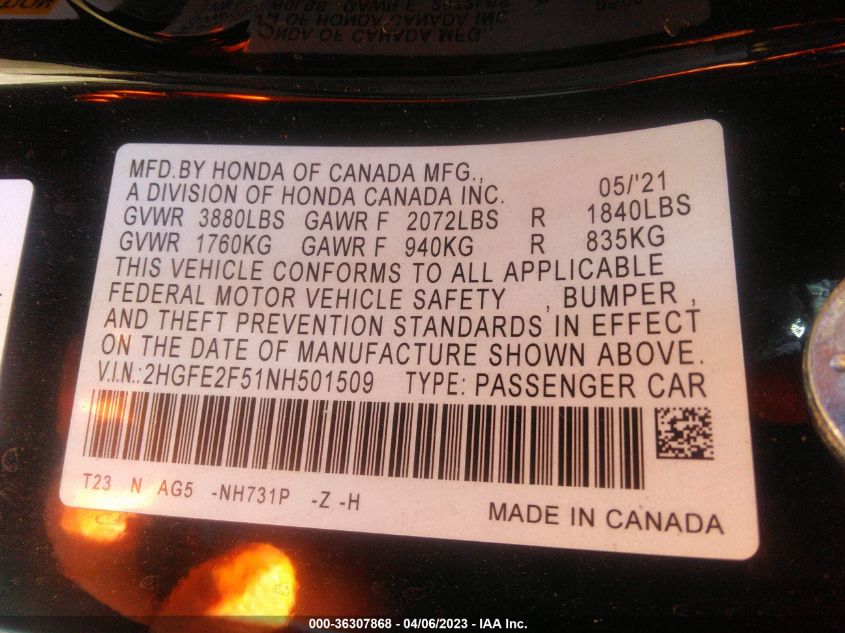 MFD.BY HONDA OF CANADA MFG.,
A DIVISION OF HONDA CANADA INC. 05/'21
GVWR 3880LBS GAWR F 2072LBS R 1840LBS
GVWR 1760KG GAWR F 940KG R 835KG
THIS VEHICLE CONFORMS TO ALL APPLICABLE
FEDERAL MOTOR VEHICLE SAFETY , BUMPER ,
AND THEFT PREVENTION STANDARDS IN EFFECT
ON THE DATE OF MANUFACTURE SHOWN ABOVE.
V.I.N.:2HGFE2F51NH501509 TYPE: PASSENGER CAR
T23 N AG5 -NH731P -Z -H
MADE IN CANADA
000-36307868 - 04/06/2023 - IAA Inc.